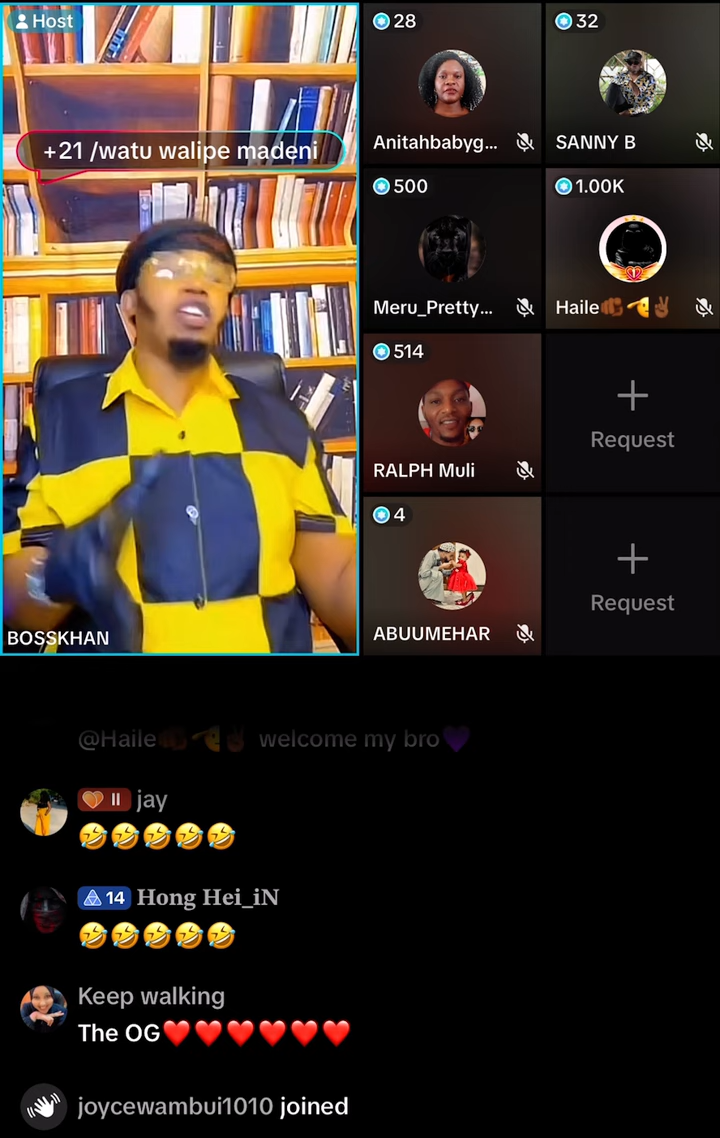 Host
+21 /watu walipe madeni
BOSSKHAN
28
Anitahbabyg...
32
SANNY B
500
Meru_Pretty...
1.00K
Haile🤛🏾🫡✌🏾
514
RALPH Muli
Request
4
ABUUMEHAR
Request
@Haile🤛🏾🫡✌🏾 welcome my bro💜
II jay
🤣🤣🤣🤣🤣
14 Hong Hei_iN
🤣🤣🤣🤣🤣
Keep walking
The OG❤️❤️❤️❤️❤️❤️
joycewambui1010 joined